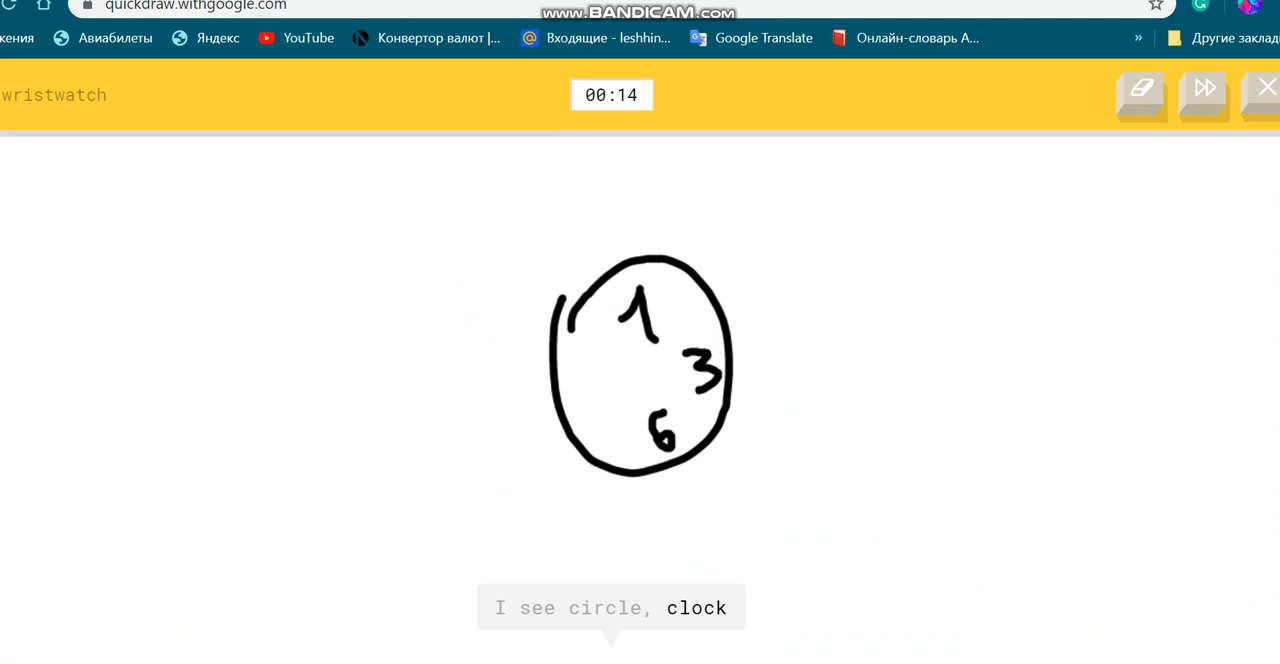 quickdraw.withgoogle.com
www.BANDICAM.com
жения Авиабилеты Яндекс YouTube Конвертор валют |... Входящие - leshhin... Google Translate Онлайн-словарь A... » Другие заклад
wristwatch
00:14
1
3
6
I see circle, clock